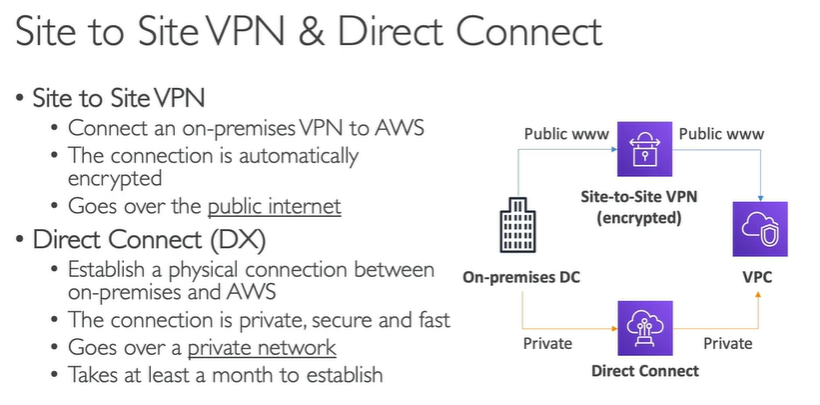 Site to Site VPN & Direct Connect
• Site to Site VPN
• Connect an on-premises VPN to AWS
• The connection is automatically
encrypted
• Goes over the public internet
• Direct Connect (DX)
• Establish a physical connection between
on-premises and AWS
• The connection is private, secure and fast
• Goes over a private network
• Takes at least a month to establish
Public www
Public www
Site-to-Site VPN
(encrypted)
On-premises DC
VPC
Private
Private
Direct Connect